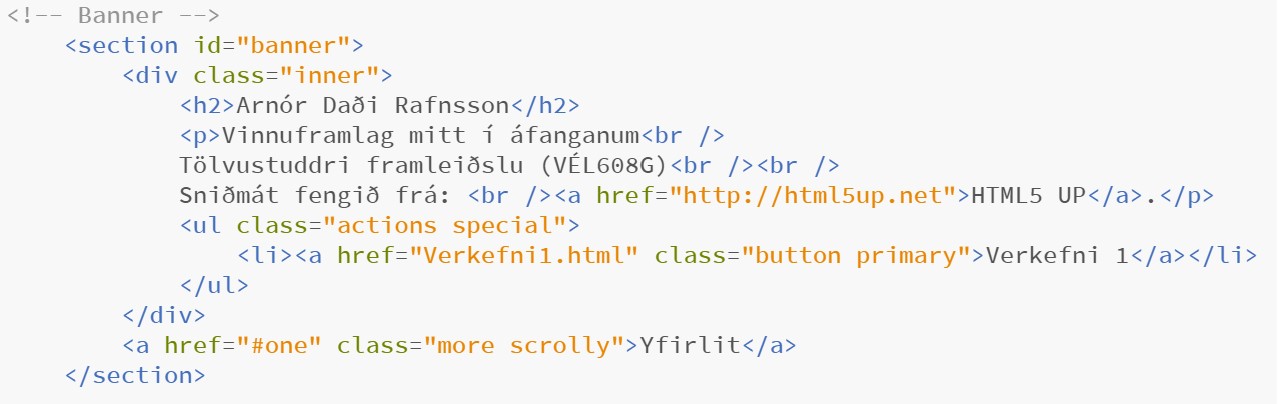 <!-- Banner -->
<section id="banner">
<div class="inner">
<h2>Arnór Daði Rafnsson</h2>
<p>Vinnuframlag mitt í áfanganum<br />
Tölvustuddri framleiðslu (VÉL608G)<br /><br />
Sniðmát fengið frá: <br /><a href="http://html5up.net">HTML5 UP</a>.</p>
<ul class="actions special">
<li><a href="Verkefni1.html" class="button primary">Verkefni 1</a></li>
</ul>
</div>
<a href="#one" class="more scrolly">Yfirlit</a>
</section>